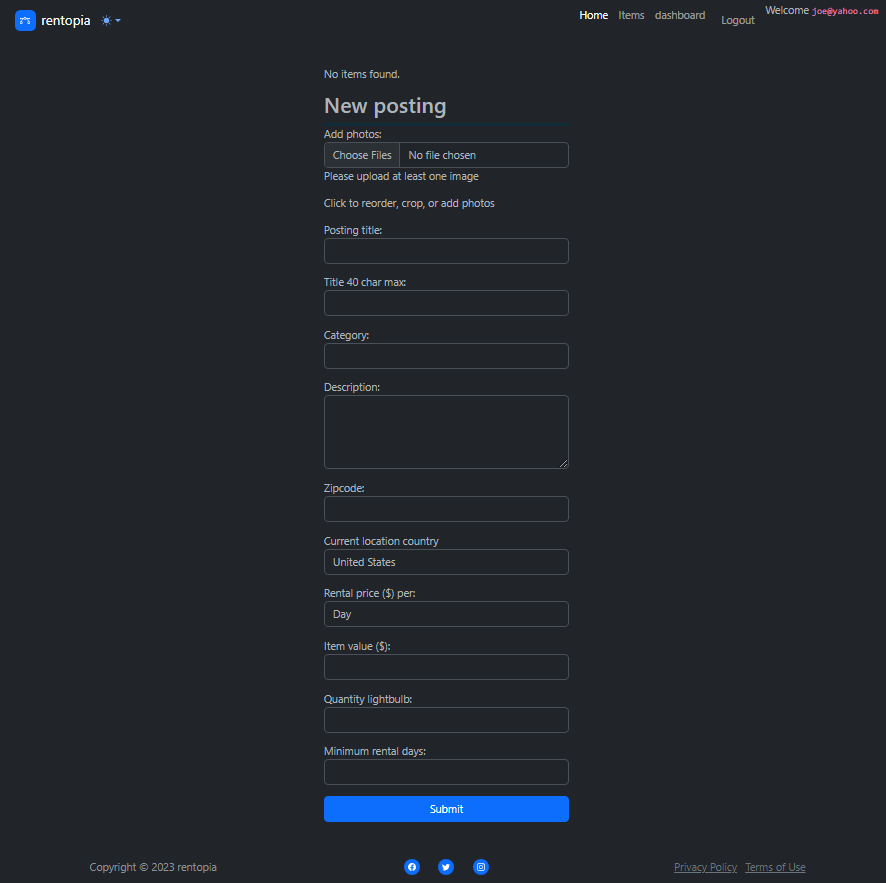 rentopia
Home Items dashboard Logout Welcome joe@yahoo.com
No items found.
New posting
Add photos:
Choose Files No file chosen
Please upload at least one image
Click to reorder, crop, or add photos
Posting title:
Title 40 char max:
Category:
Description:
Zipcode:
Current location country
United States
Rental price ($) per:
Day
Item value ($):
Quantity lightbulb:
Minimum rental days:
Submit
Copyright © 2023 rentopia
Privacy Policy Terms of Use